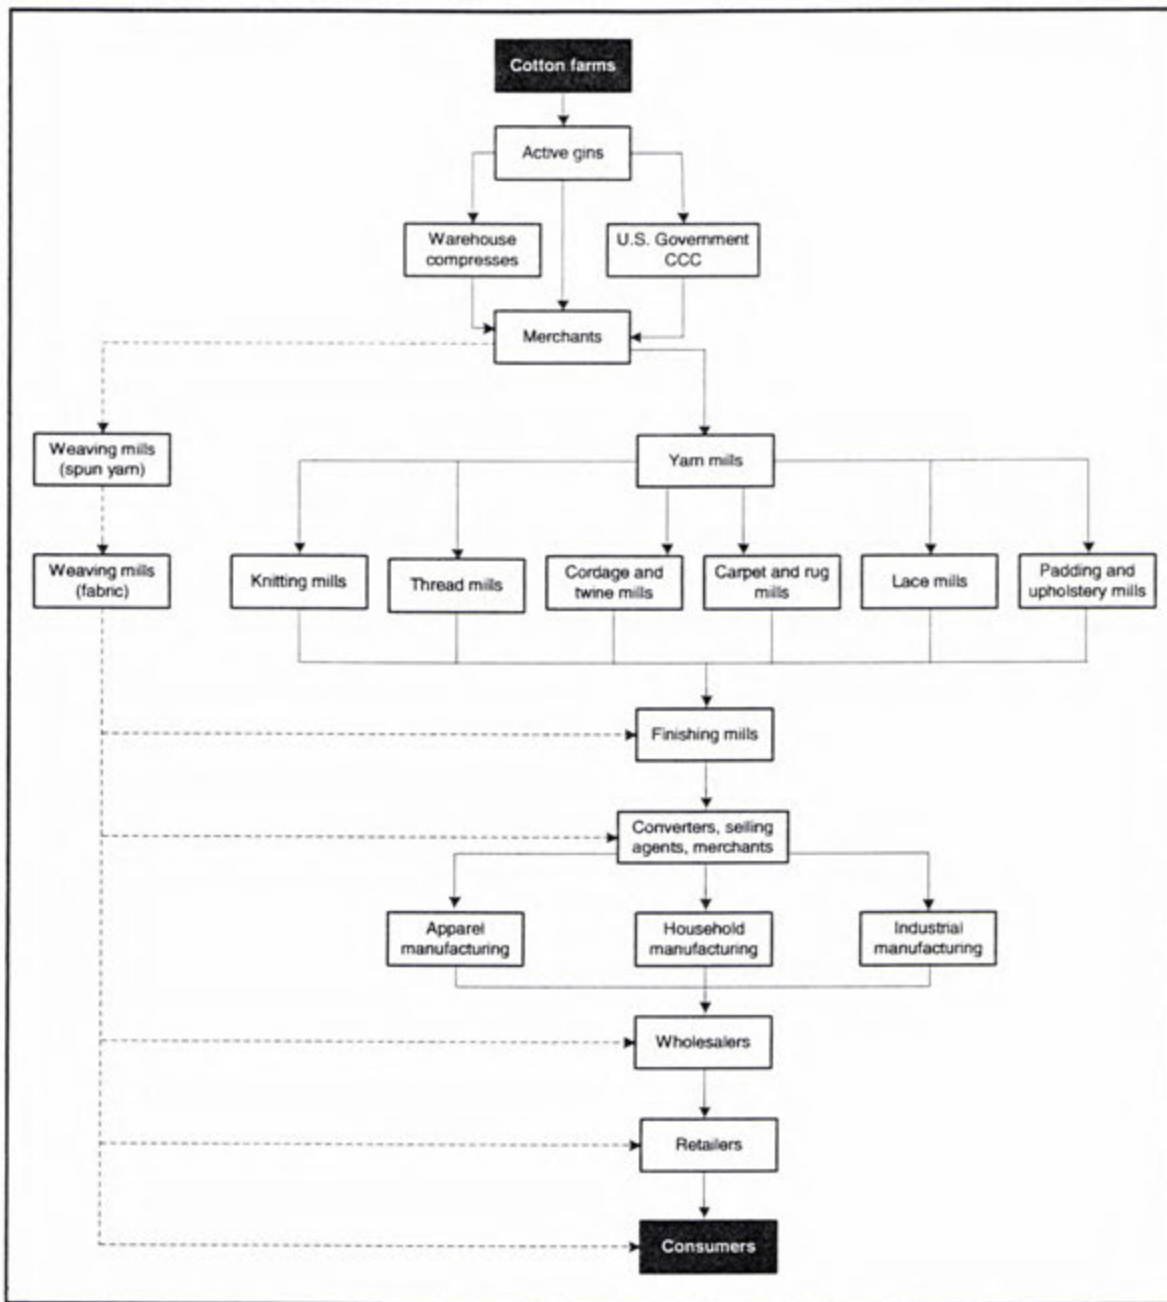 Cotton farms
Active gins
Warehouse
compresses
U.S. Government
CCC
Merchants
Weaving mills
(spun yarn)
Yarn mills
Weaving mills
(fabric)
Knitting mills
Thread mills
Cordage and
twine mills
Carpet and rug
mills
Lace mills
Padding and
upholstery mills
Finishing mills
Converters, selling
agents, merchants
Apparel
manufacturing
Household
manufacturing
Industrial
manufacturing
Wholesalers
Retailers
Consumers